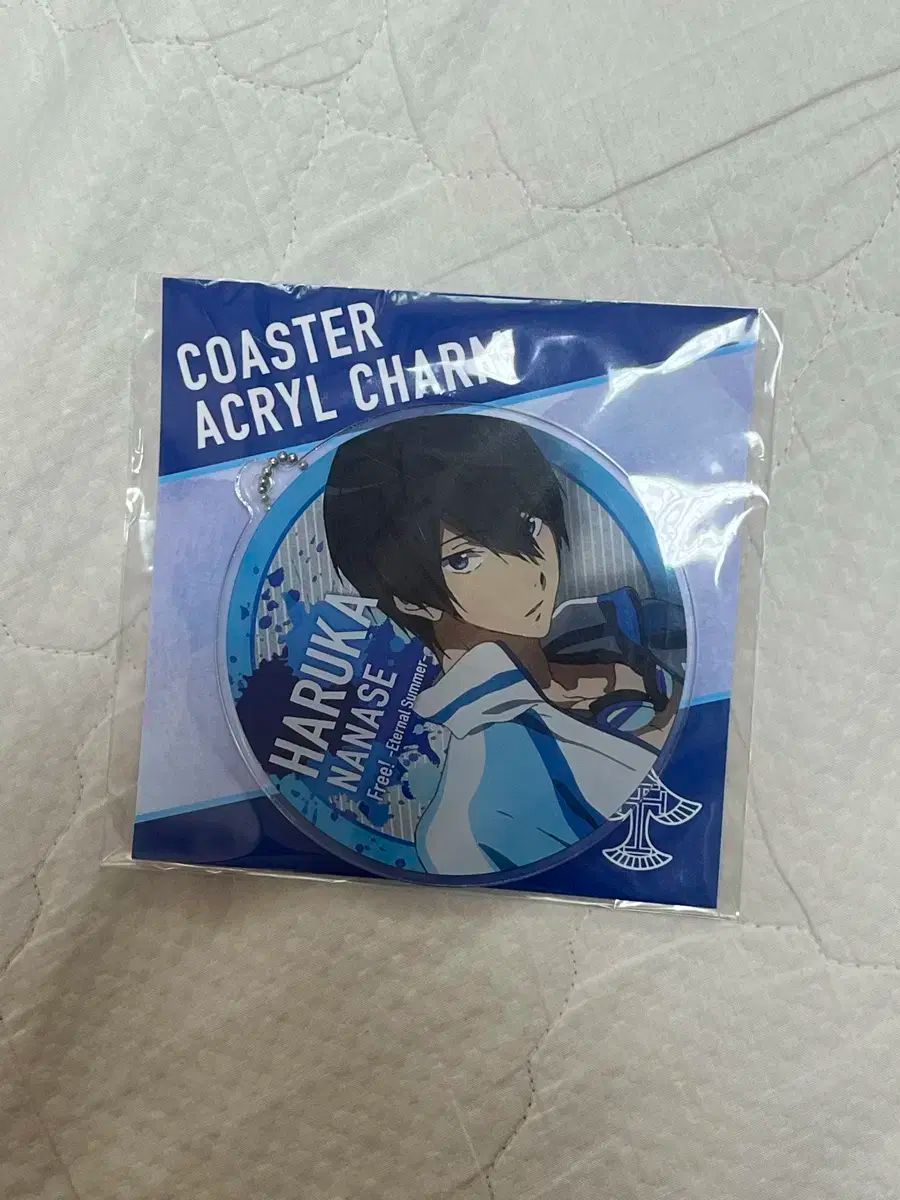 COASTER
ACRYL CHARM
HARUKA
NANASE
Free! -Eternal Summer-